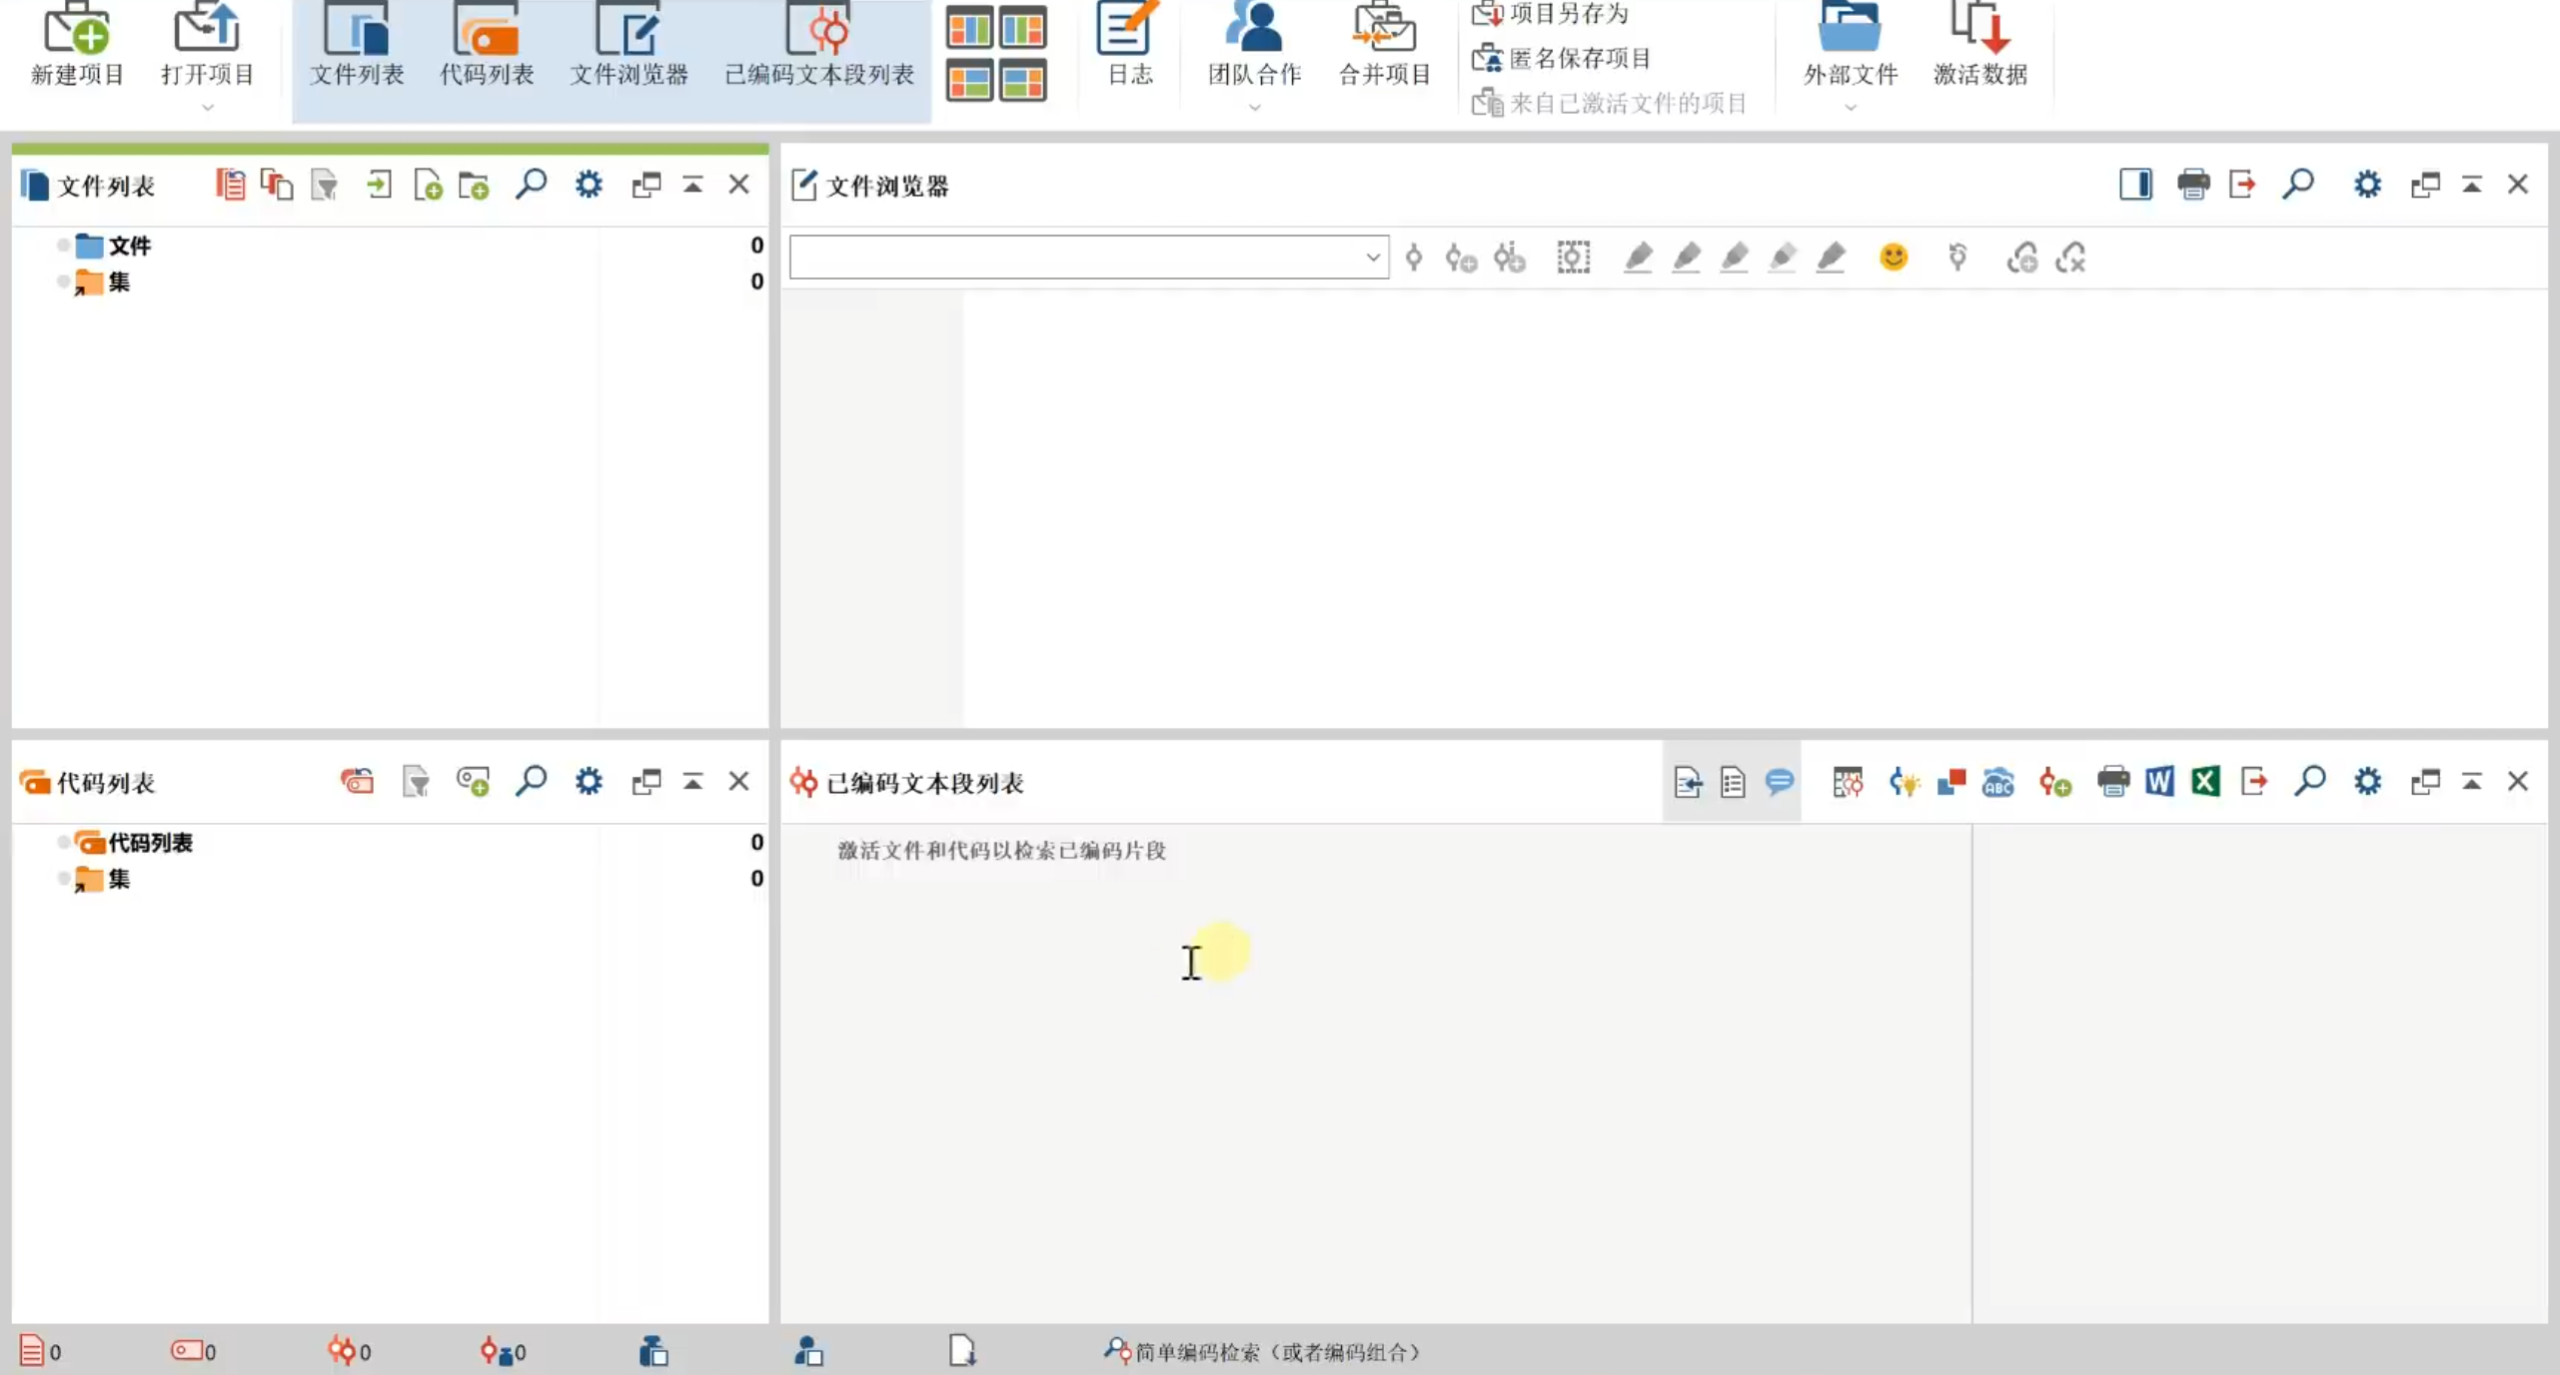 新建项目 打开项目 文件列表 代码列表 文件浏览器 已编码文本段列表 日志 团队合作 合并项目 外部文件 激活数据
项目另存为
匿名保存项目
来自己激活文件的项目
文件列表
文件 0
集 0
文件浏览器
代码列表
代码列表 0
集 0
已编码文本段列表
ABC W X
激活文件和代码以检索已编码片段
0 0 0 0 简单编码检索（或者编码组合）